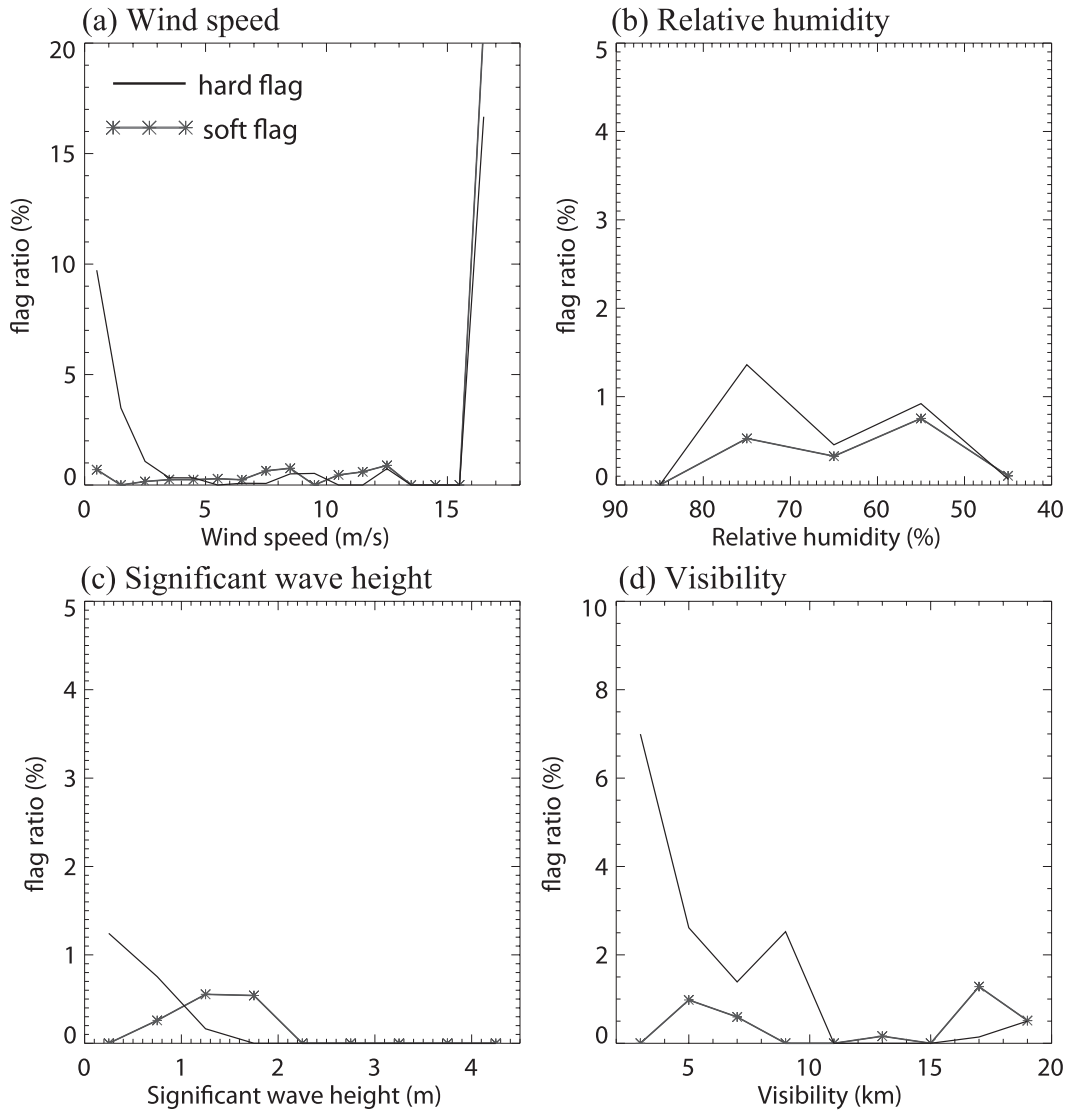 (a) Wind speed
20
15
10
5
0
hard flag
soft flag
flag ratio (%)
0 5 10 15
Wind speed (m/s)
(b) Relative humidity
5
4
3
2
1
0
flag ratio (%)
90 80 70 60 50 40
Relative humidity (%)
(c) Significant wave height
5
4
3
2
1
0
flag ratio (%)
0 1 2 3 4
Significant wave height (m)
(d) Visibility
10
8
6
4
2
0
flag ratio (%)
5 10 15 20
Visibility (km)